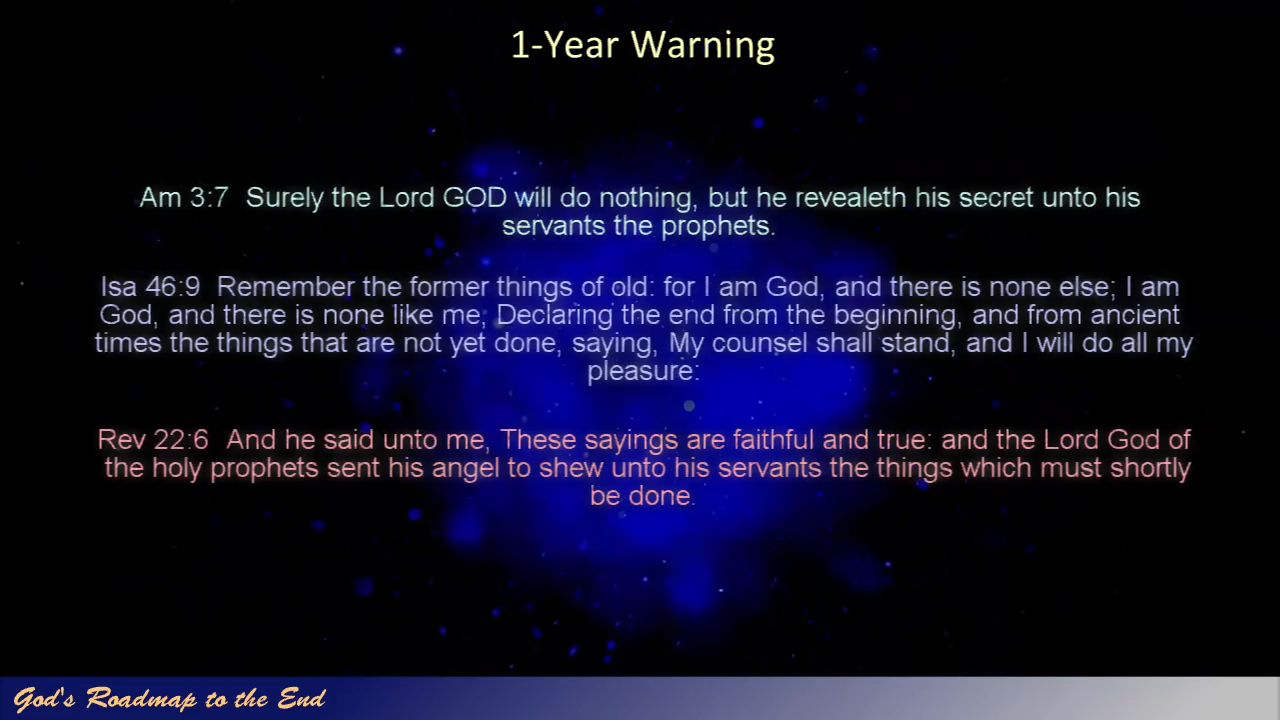 1-Year Warning
Am 3:7 Surely the Lord GOD will do nothing, but he revealeth his secret unto his
servants the prophets.
Isa 46:9 Remember the former things of old: for I am God, and there is none else; I am
God, and there is none like me, Declaring the end from the beginning, and from ancient
times the things that are not yet done, saying, My counsel shall stand, and I will do all my
pleasure:
Rev 22:6 And he said unto me, These sayings are faithful and true: and the Lord God of
the holy prophets sent his angel to shew unto his servants the things which must shortly
be done.
God's Roadmap to the End